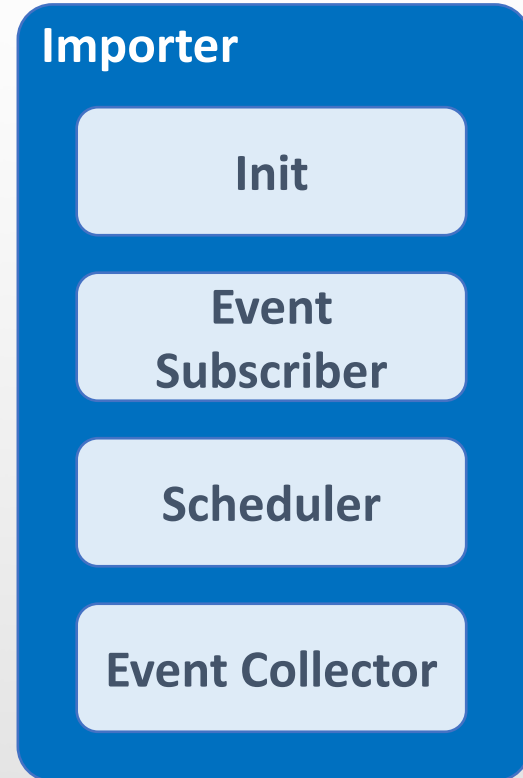 Importer
Init
Event
Subscriber
Scheduler
Event Collector